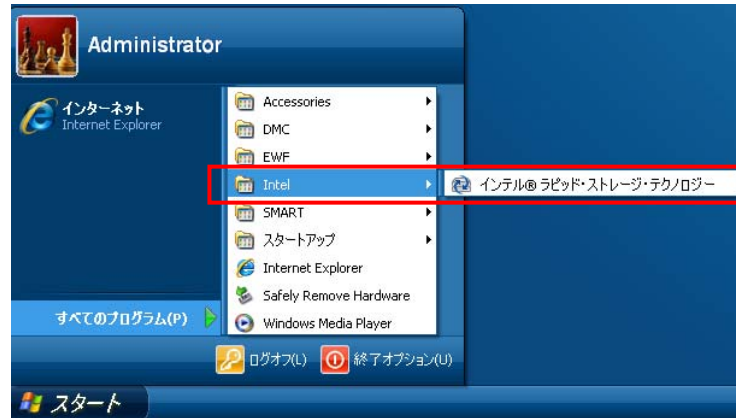 Administrator
インターネット
Internet Explorer
Accessories
DMC
EWF
Intel
インテル® ラピッド・ストレージ・テクノロジー
SMART
スタートアップ
Internet Explorer
Safely Remove Hardware
Windows Media Player
すべてのプログラム(P)
ログオフ(L)
終了オプション(U)
スタート